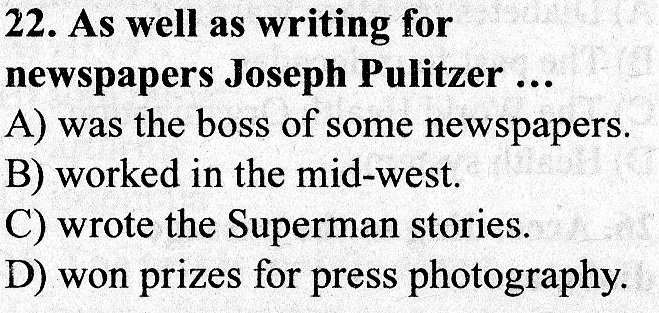 22. As well as writing for
newspapers Joseph Pulitzer ...
A) was the boss of some newspapers.
B) worked in the mid-west.
C) wrote the Superman stories.
D) won prizes for press photography.